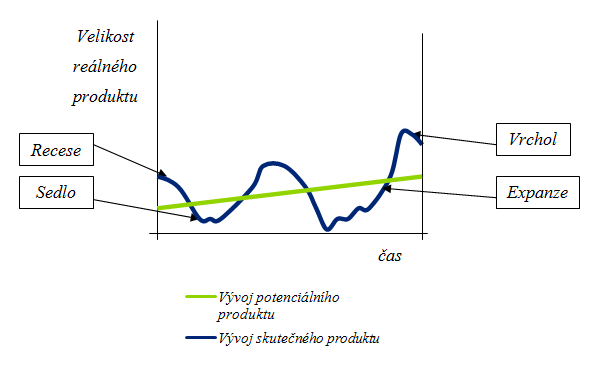 Velikost
reálného
produktu
Recese
Sedlo
Vrchol
Expanze
čas
Vývoj potenciálního
produktu
Vývoj skutečného produktu